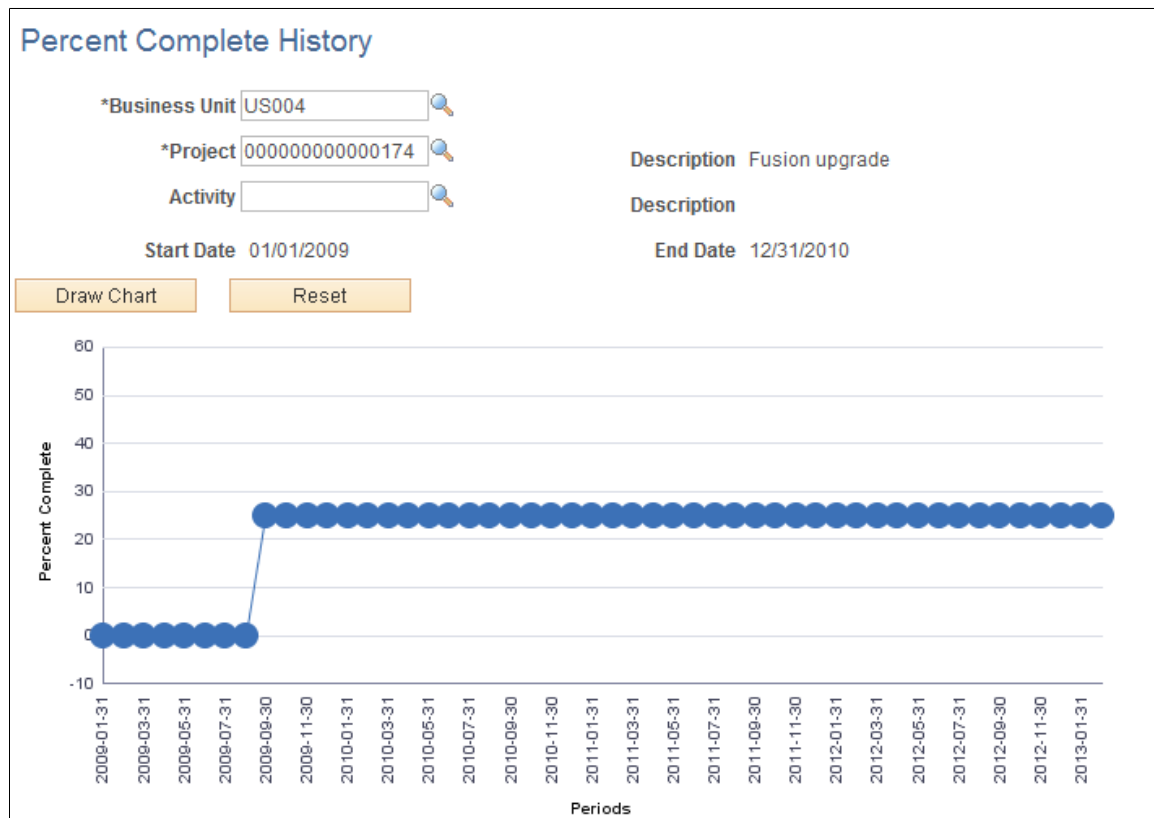 Percent Complete History
*Business Unit US004
*Project 000000000000174
Description Fusion upgrade
Activity
Description
Start Date 01/01/2009
End Date 12/31/2010
Draw Chart
Reset
60
50
40
30
20
10
0
-10
Percent Complete
2009-01-31
2009-03-31
2009-05-31
2009-07-31
2009-09-30
2009-11-30
2010-01-31
2010-03-31
2010-05-31
2010-07-31
2010-09-30
2010-11-30
2011-01-31
2011-03-31
2011-05-31
2011-07-31
2011-09-30
2011-11-30
2012-01-31
2012-03-31
2012-05-31
2012-07-31
2012-09-30
2012-11-30
2013-01-31
Periods